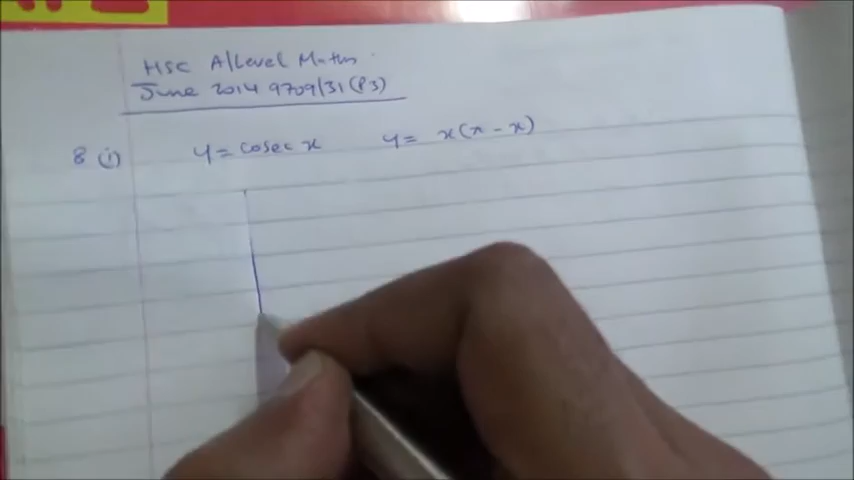 HSC A/Level Maths
June 2014 9709/31 (P3)
8 (i) y = cosec x y = x(π - x)